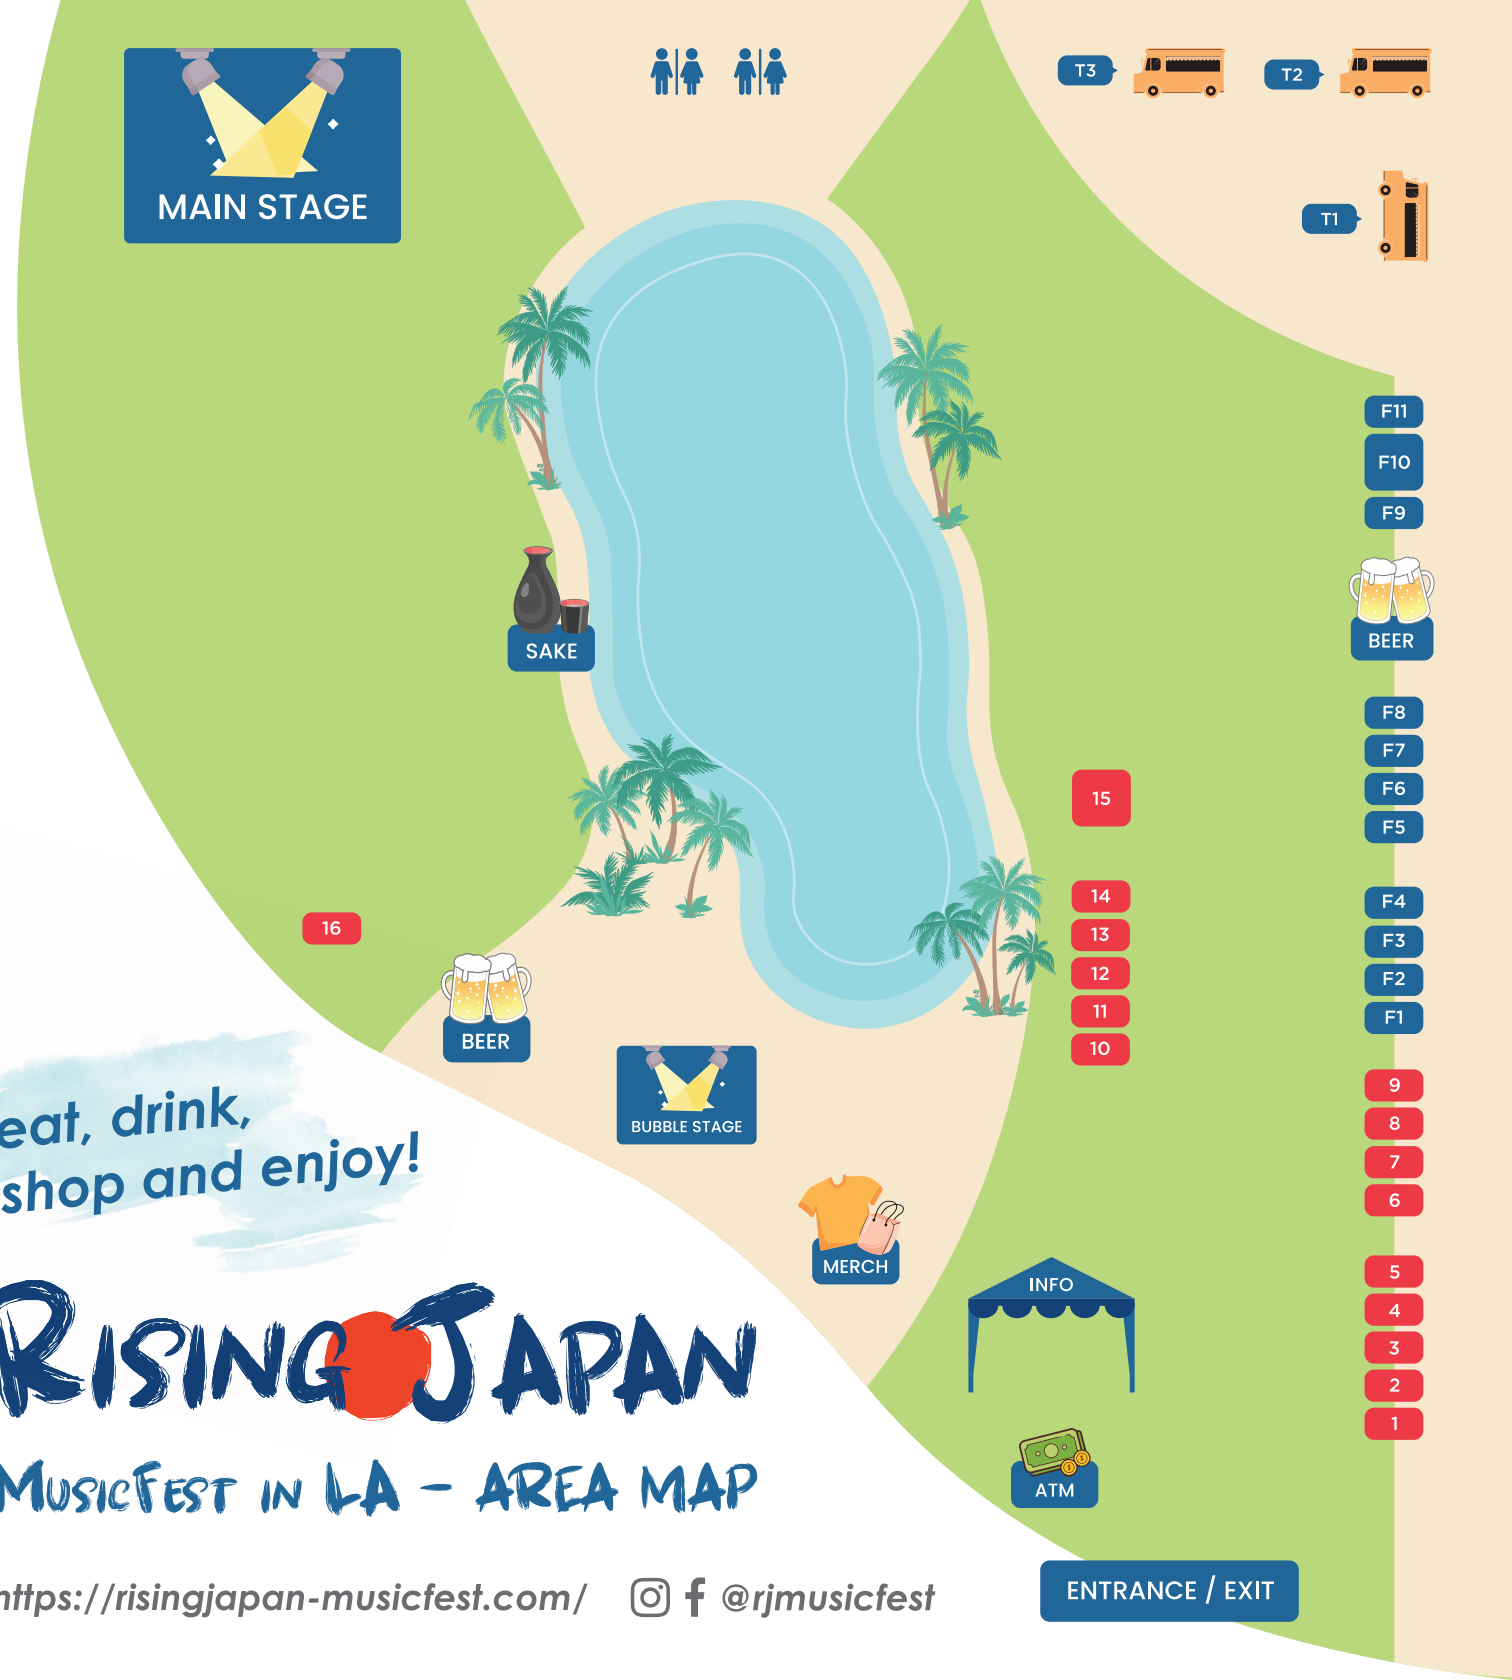 MAIN STAGE
T3
T2
T1
F11
F10
F9
BEER
SAKE
F8
F7
F6
F5
15
14
13
12
11
10
F4
F3
F2
F1
16
BEER
BUBBLE STAGE
9
8
7
6
eat, drink,
shop and enjoy!
MERCH
INFO
5
4
3
2
1
RISING JAPAN
MUSICFEST IN LA - AREA MAP
ATM
ENTRANCE / EXIT
https://risingjapan-musicfest.com/ @rjmusicfest